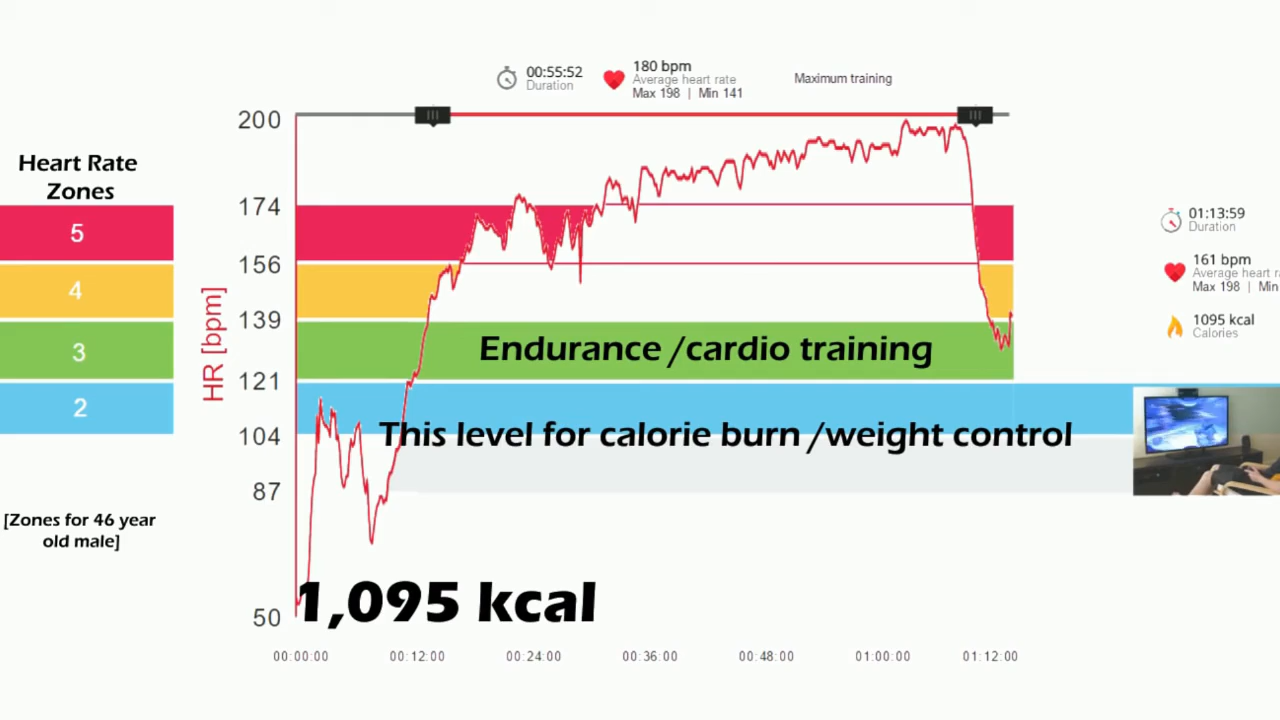 00:55:52
Duration
180 bpm
Average heart rate
Max 198 | Min 141
Maximum training
Heart Rate
Zones
5
4
3
2
[Zones for 46 year
old male]
HR [bpm]
200
174
156
139
121
104
87
50
Endurance /cardio training
This level for calorie burn /weight control
1,095 kcal
00:00:00
00:12:00
00:24:00
00:36:00
00:48:00
01:00:00
01:12:00
01:13:59
Duration
161 bpm
Average heart r
Max 198 | Min
1095 kcal
Calories